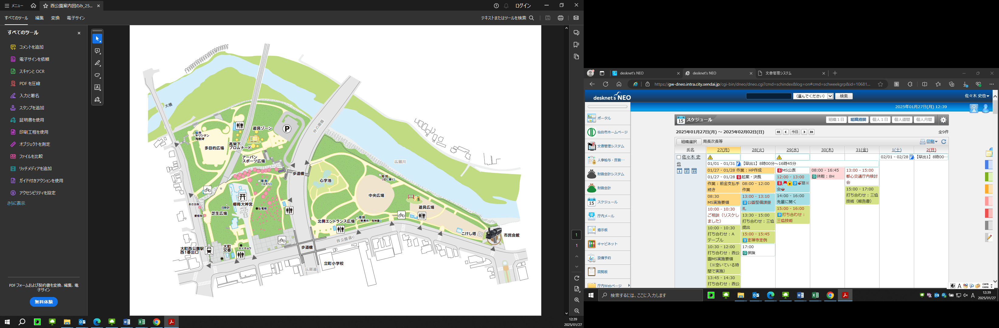 メニュー
西公園案内図のみ_25...
ログイン
すべてのツール
編集
変換
電子サイン
テキストまたはツールを検索
すべてのツール
コメントを追加
電子サインを依頼
スキャンと OCR
PDF を圧縮
入力と署名
スタンプを追加
証明書を使用
印刷工程を使用
オブジェクトを測定
ファイルを比較
リッチメディアを追加
ガイド付きアクションを使用
アクセシビリティを設定
さらに表示
PDF フォームおよび契約書を変換、編集、電
子サイン
無料体験
大橋
仙台
キリシタン
殉教碑
多目的広場
遊具ゾーン
P
仲の瀬橋
高架下
プロムナード
アーバン
スポーツ広場
広瀬川
歩道橋
心字池
彫刻
「杜に聴く」
彫刻
「ふたり」
中央広場
遊具広場
櫻岡大神宮
おさ五桜
日時計
臥竜梅
愛姫桜
芝生広場
北側エントランス広場
彫刻
「東勇作 牧神像」
こけし塔
市民会館
西公園通り
大町西公園駅
西1番出口
大町
交番
大イチョウ
歩道橋
立町小学校
広瀬通
1
1
12:39
2025/01/27
desknet's NEO
desknet's NEO
文書管理システム
https://gw-dneo.intra.city.sendai.jp/cgi-bin/dneo/dneo.cgi?cmd=schindex&log=on#cmd=schweekgrp&id=10681...
desknet's NEO
(選んでください)
検索
佐々木 史也
2025年01月27日(月) 12:39
ポータル
仙台市ホームページ
文書管理システム
人事給与・庶務…
財務会計システム
財務会計
スケジュール
庁内メール
掲示板
キャビネット
設備予約
回覧板
庁内Webページ
15 スケジュール
組織１日
組織週間
個人１日
個人週間
個人月間
2025年01月27日(月) ～ 2025年02月02日(日)
今日
全9件
組織選択
局長次長等
印刷
氏名
27(月)
28(火)
29(水)
30(木)
31(金)
1(土)
2(日)
佐々木 史
也
1 7 31
02/01 - 02/28 【早出1】8時00…
01/01 - 01/31 【早出1】8時00分～16時45分
01/27 - 01/28 作業：HP作成
01/27 - 01/28 重起案・決裁
作業：前金支払手
続き
08:30
MS実施要領
10:00 - 10:30
ご相談（リスケし
ました）
10:00 - 10:30
打ち合わせ：A
テーブル
10:30 - 12:00
打ち合わせ：西公
園MS実施要領
（※空いている時
間で実施）
13:45 - 14:30
打ち合わせ：西公
08:00 - 12:00
作業
13:00 - 13:10
定公園整備課昼
礼
13:30 - 15:00
打ち合わせ：三協
提出
15:00 - 15:45
定定禅寺定例
17:00
仮保険
重MS公表
12:00 - 13:00
重 定 昼※
会
14:00 - 16:00
先輩に聞く
15:00 - 16:00
定打ち合わせ：
三協技術
08:00 - 16:45
仮休暇：8H
13:00 - 15:00
都心交通庁内検討
会
15:00 - 17:00
打ち合わせ：三協
技術（報告書）
A
CAPS
KANA
検索するには、ここに入力します
A
12:39
2025/01/27